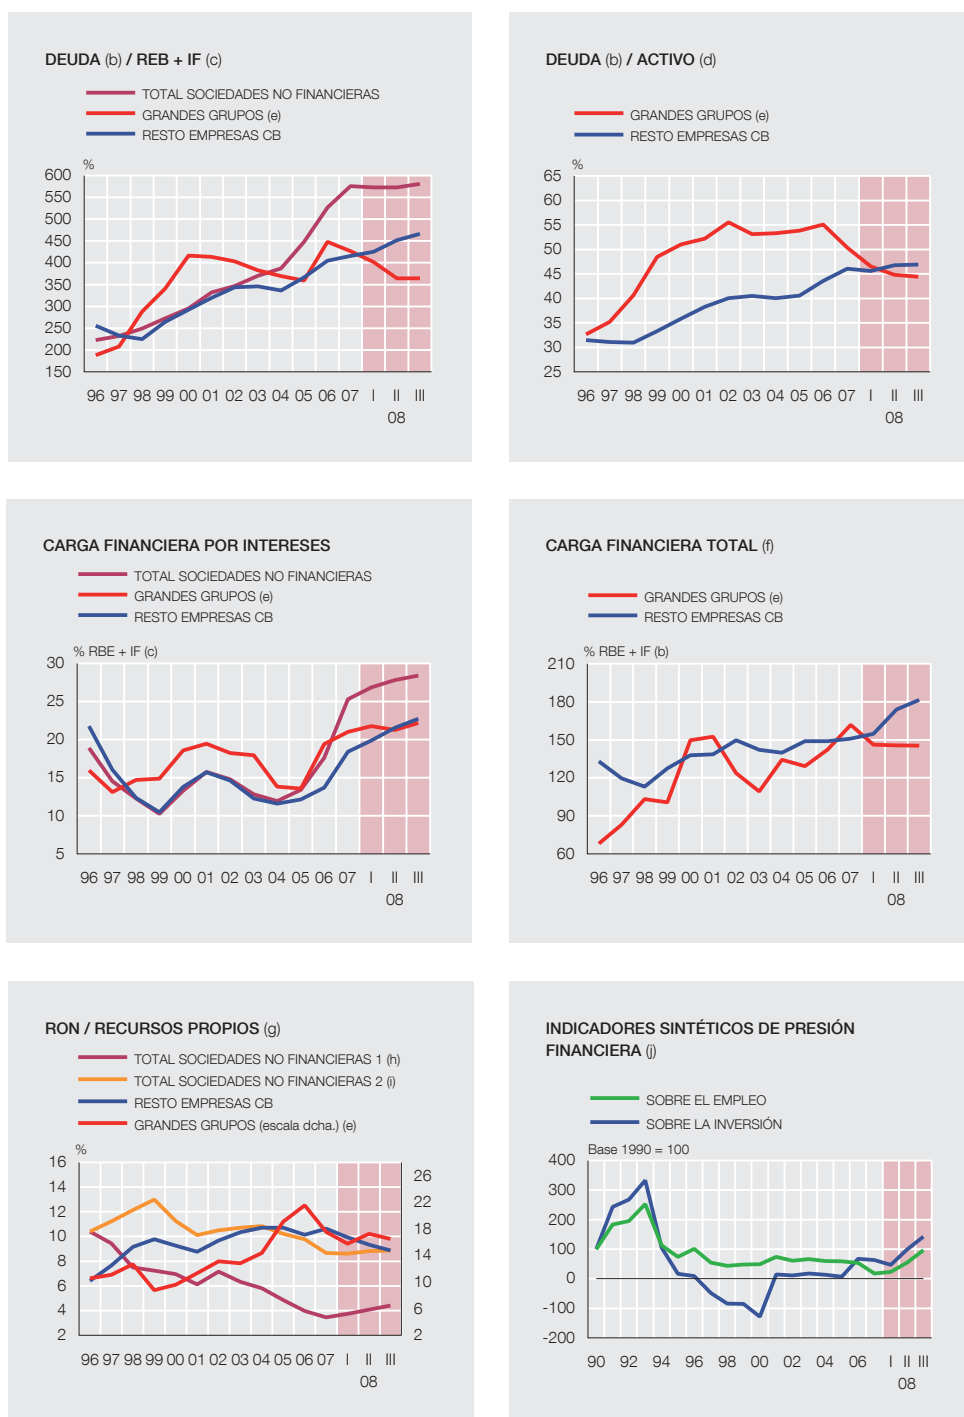 DEUDA (b) / REB + IF (c)
TOTAL SOCIEDADES NO FINANCIERAS
GRANDES GRUPOS (e)
RESTO EMPRESAS CB
%
600
550
500
450
400
350
300
250
200
150
96 97 98 99 00 01 02 03 04 05 06 07 I II III
08
DEUDA (b) / ACTIVO (d)
GRANDES GRUPOS (e)
RESTO EMPRESAS CB
%
65
60
55
50
45
40
35
30
25
96 97 98 99 00 01 02 03 04 05 06 07 I II III
08
CARGA FINANCIERA POR INTERESES
TOTAL SOCIEDADES NO FINANCIERAS
GRANDES GRUPOS (e)
RESTO EMPRESAS CB
% RBE + IF (c)
30
25
20
15
10
5
96 97 98 99 00 01 02 03 04 05 06 07 I II III
08
CARGA FINANCIERA TOTAL (f)
GRANDES GRUPOS (e)
RESTO EMPRESAS CB
% RBE + IF (b)
210
180
150
120
90
60
96 97 98 99 00 01 02 03 04 05 06 07 I II III
08
RON / RECURSOS PROPIOS (g)
TOTAL SOCIEDADES NO FINANCIERAS 1 (h)
TOTAL SOCIEDADES NO FINANCIERAS 2 (i)
RESTO EMPRESAS CB
GRANDES GRUPOS (escala dcha.) (e)
%
16
14
12
10
8
6
4
2
26
22
18
14
10
6
2
96 97 98 99 00 01 02 03 04 05 06 07 I II III
08
INDICADORES SINTÉTICOS DE PRESIÓN
FINANCIERA (j)
SOBRE EL EMPLEO
SOBRE LA INVERSIÓN
Base 1990 = 100
400
300
200
100
0
-100
-200
90 92 94 96 98 00 02 04 06 I II III
08